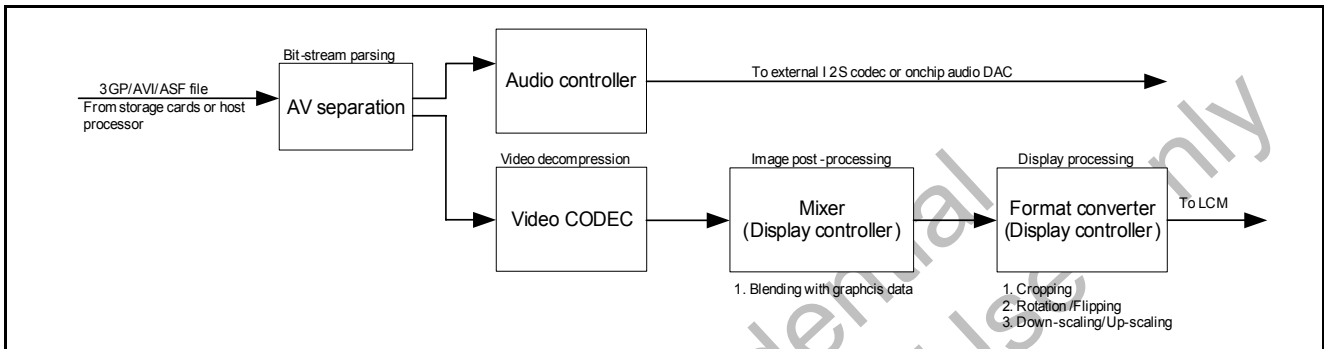 Bit-stream parsing
3GP/AVI/ASF file
From storage cards or host
processor
AV separation
Audio controller
To external I2S codec or onchip audio DAC
Video decompression
Video CODEC
Image post-processing
Mixer
(Display controller)
1. Blending with graphcis data
Display processing
Format converter
(Display controller)
1. Cropping
2. Rotation/Flipping
3. Down-scaling/Up-scaling
To LCM